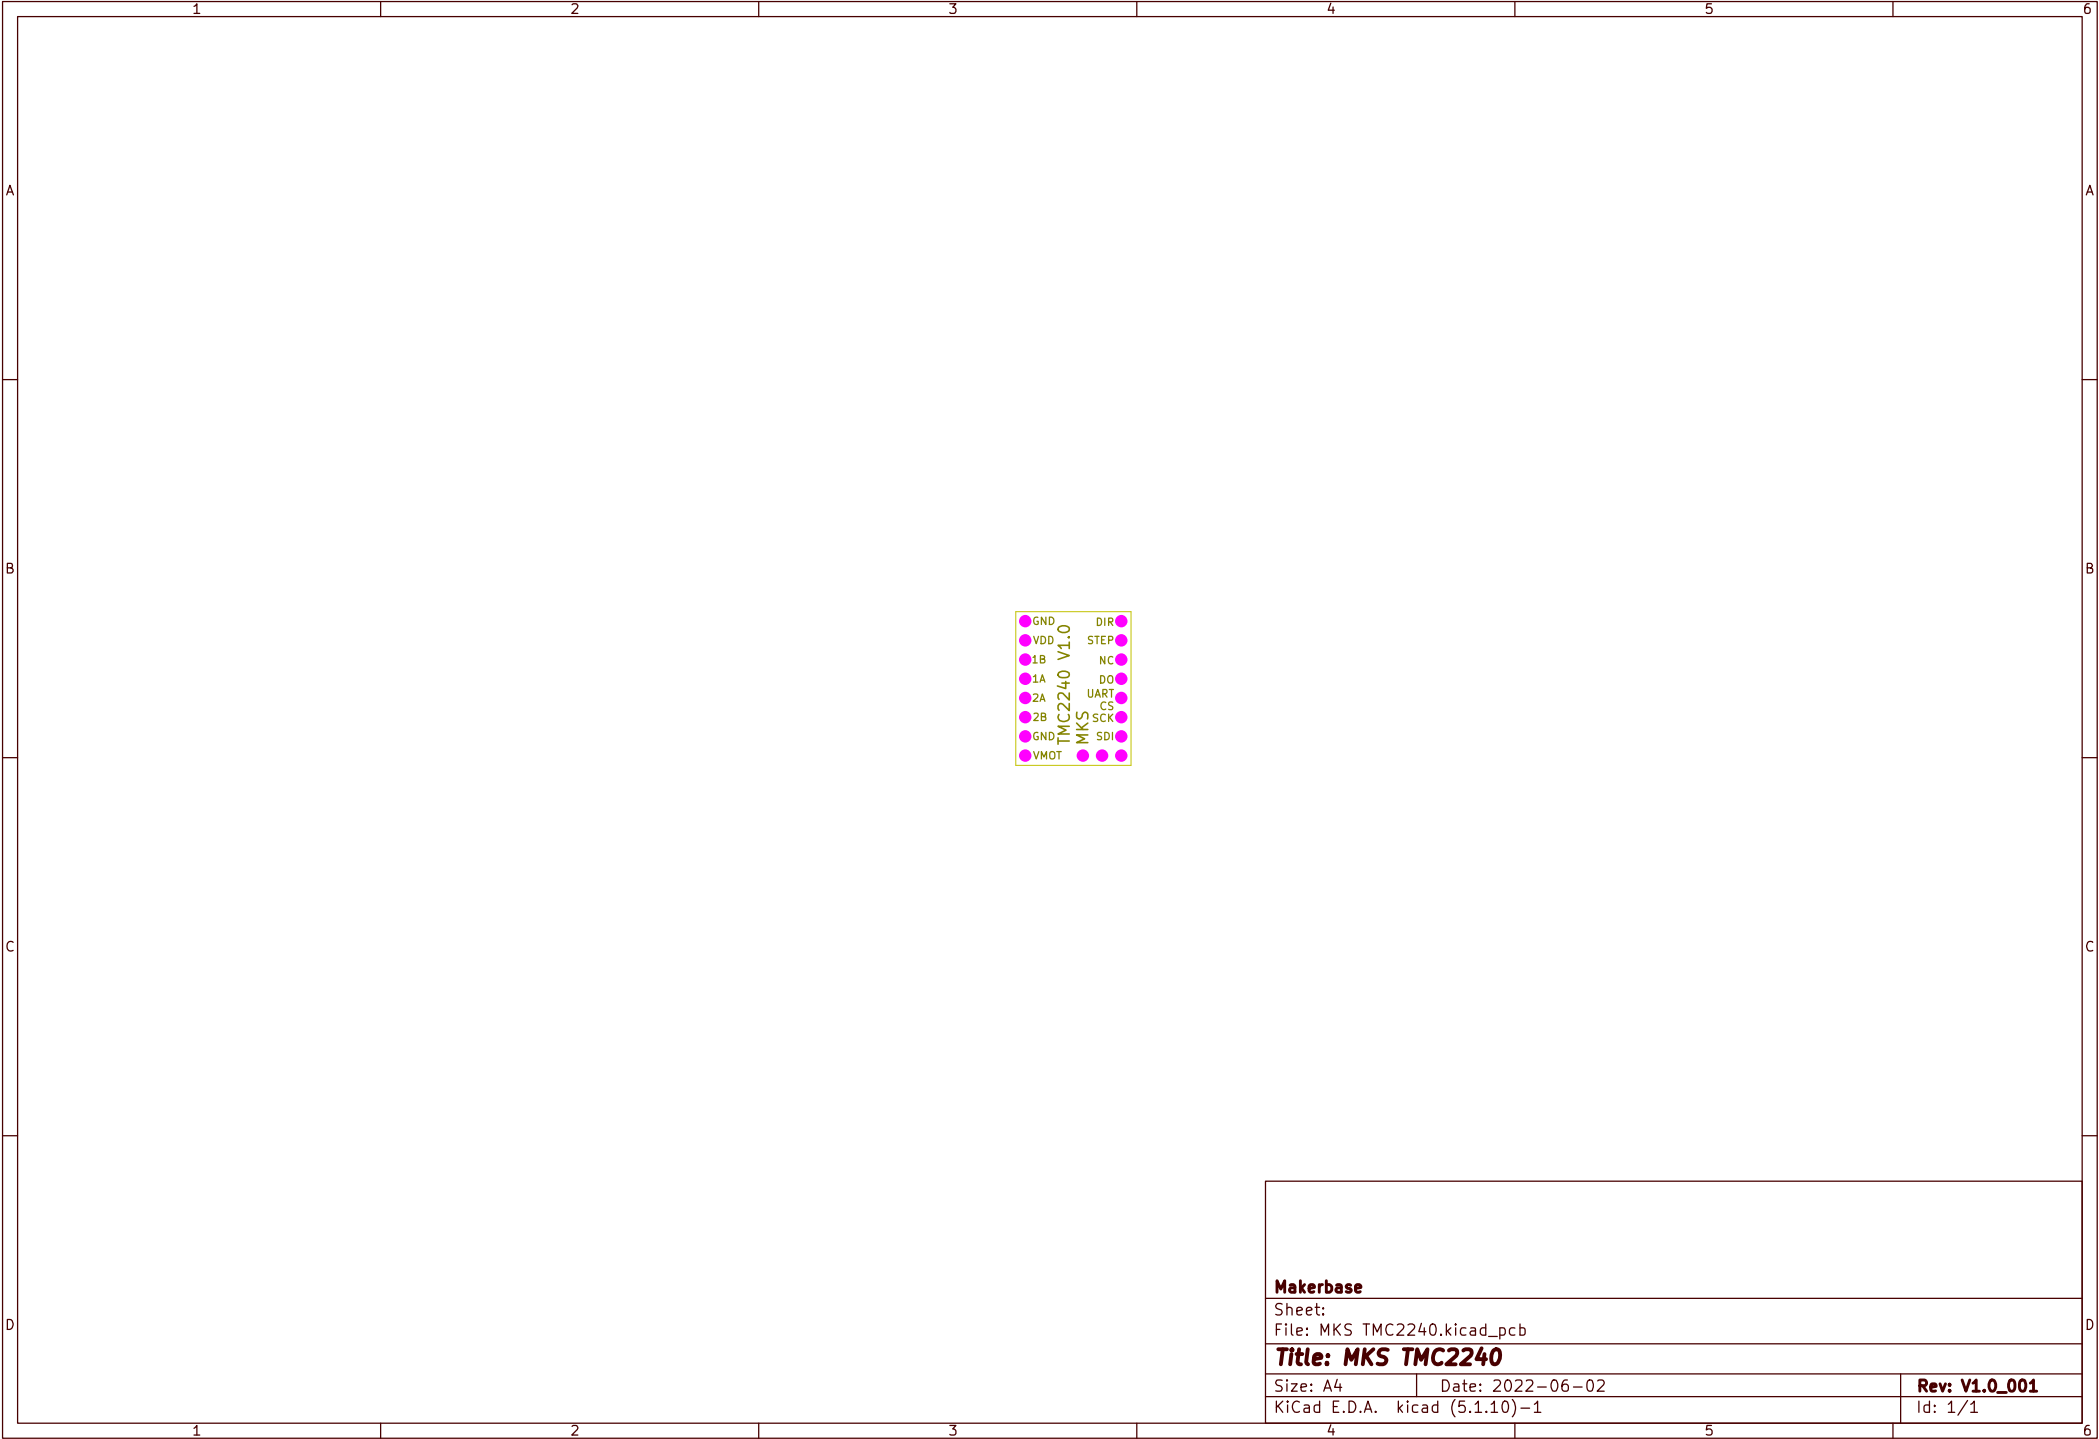 1 2 3 4 5 6
A A
B B
GND DIR
VDD STEP
1B NC
1A DO
2A UART
CS
2B SCK
GND SDI
VMOT
TMC2240 V1.0
MKS
C C
Makerbase
Sheet:
File: MKS TMC2240.kicad_pcb
D D
Title: MKS TMC2240
Size: A4 Date: 2022-06-02 Rev: V1.0_001
KiCad E.D.A. kicad (5.1.10)-1 Id: 1/1
1 2 3 4 5 6